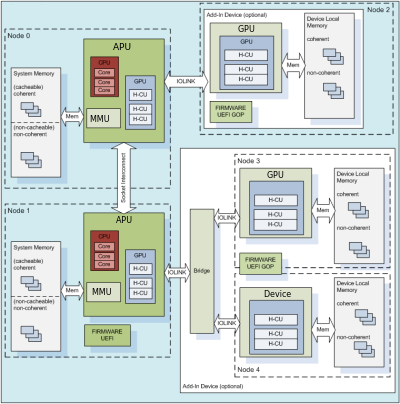 Node 0
APU
CPU
Core
Core
Core
GPU
H-CU
H-CU
H-CU
MMU
System Memory
(cacheable)
coherent
(non-cacheable)
non-coherent
Mem
IOLINK
Node 2
Add-In Device (optional)
GPU
GPU
H-CU
H-CU
H-CU
FIRMWARE
UEFI GOP
Mem
Device Local
Memory
coherent
non-coherent
Socket Interconnect
Node 1
APU
CPU
Core
Core
Core
GPU
H-CU
H-CU
H-CU
MMU
System Memory
(cacheable)
coherent
(non-cacheable)
non-coherent
Mem
FIRMWARE
UEFI
IOLINK
Bridge
IOLINK
Node 3
GPU
H-CU
H-CU
FIRMWARE
UEFI GOP
Mem
Device Local
Memory
coherent
non-coherent
IOLINK
Device
H-CU
H-CU
Mem
Device Local
Memory
coherent
non-coherent
Node 4
Add-In Device (optional)